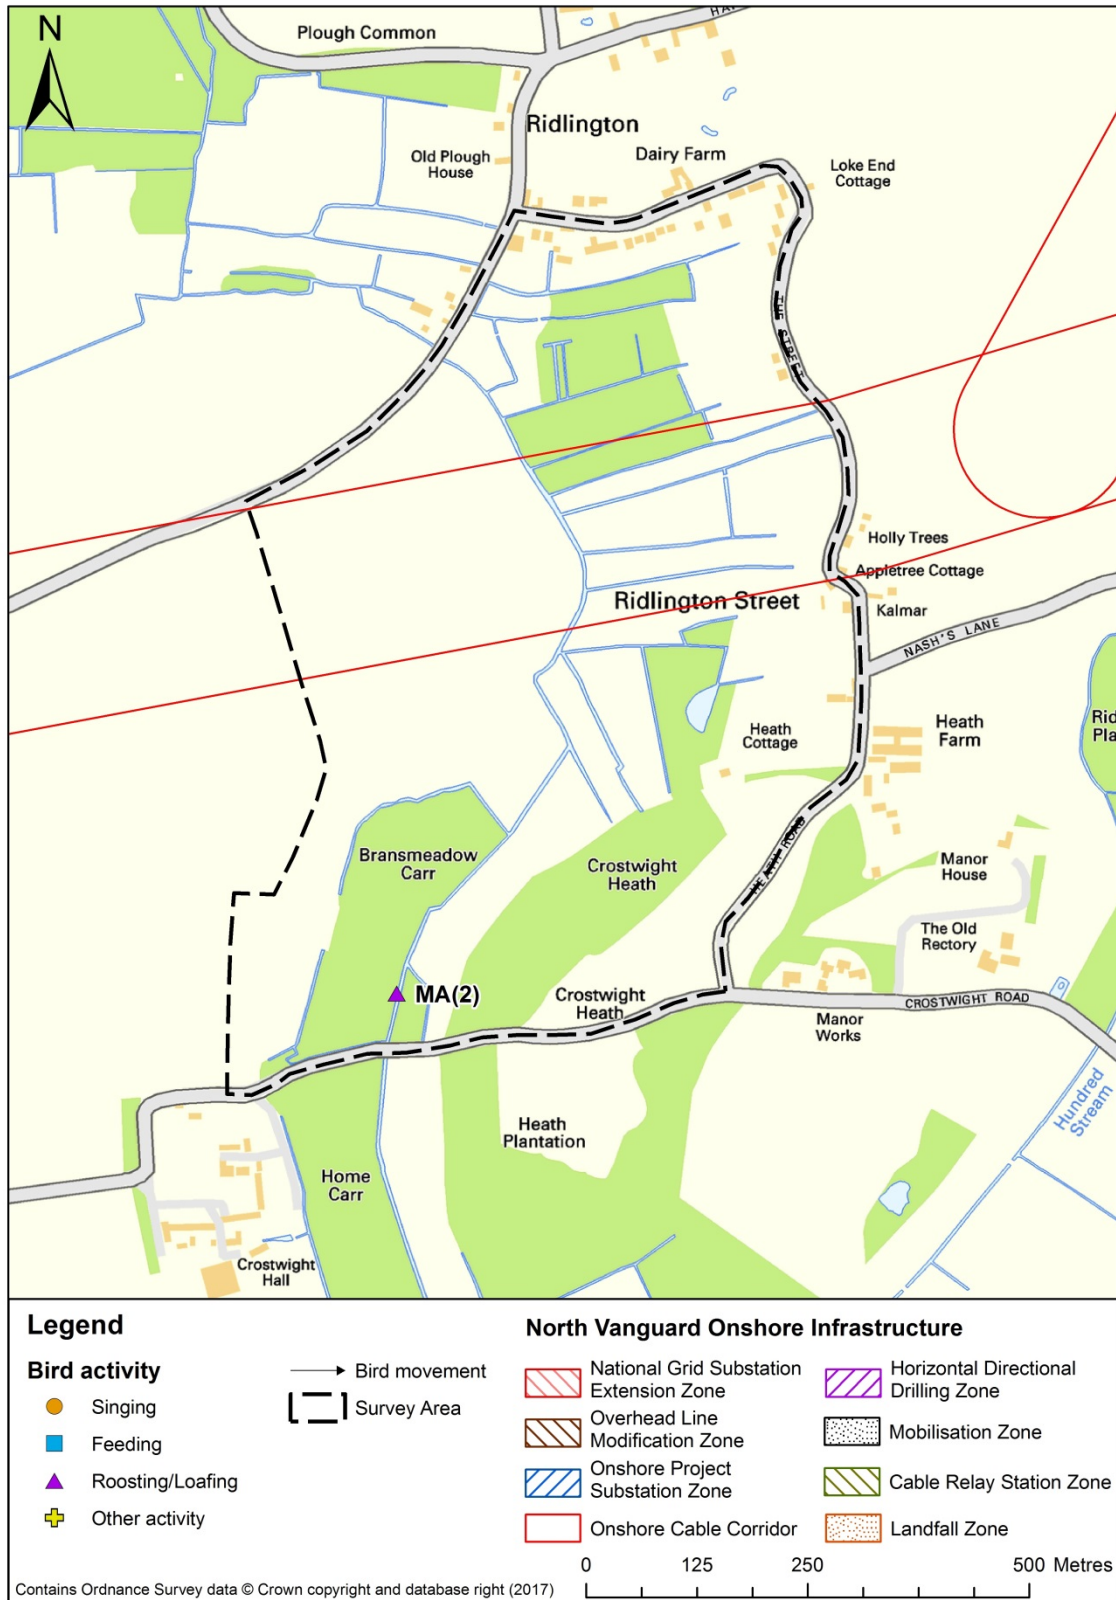 N
Plough Common
HA
Ridlington
Old Plough
House
Dairy Farm
Loke End
Cottage
THE STREET
Holly Trees
Appletree Cottage
Ridlington Street
Kalmar
NASH'S LANE
Heath
Cottage
Heath
Farm
Rid
Pla
Bransmeadow
Carr
Crostwight
Heath
HEATH ROAD
Manor
House
The Old
Rectory
MA(2)
Crostwight
Heath
Manor
Works
CROSTWIGHT ROAD
Hundred
Stream
Heath
Plantation
Home
Carr
Crostwight
Hall
Legend
Bird activity
Singing
Feeding
Roosting/Loafing
Other activity
Bird movement
Survey Area
North Vanguard Onshore Infrastructure
National Grid Substation
Extension Zone
Overhead Line
Modification Zone
Onshore Project
Substation Zone
Onshore Cable Corridor
Horizontal Directional
Drilling Zone
Mobilisation Zone
Cable Relay Station Zone
Landfall Zone
0 125 250 500 Metres
Contains Ordnance Survey data © Crown copyright and database right (2017)